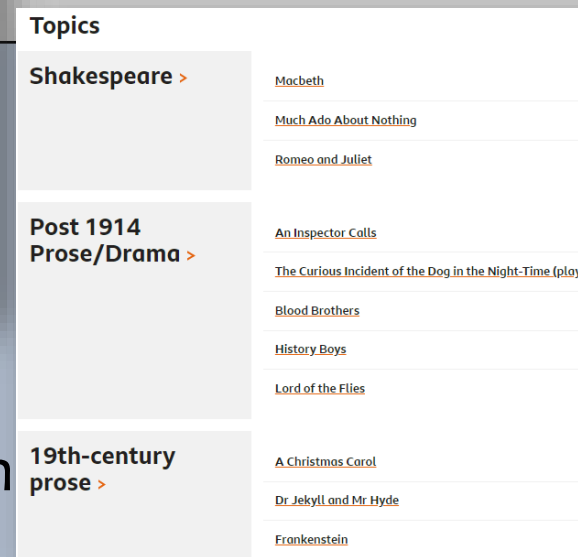 Topics
Shakespeare >
Macbeth
Much Ado About Nothing
Romeo and Juliet
Post 1914
Prose/Drama >
An Inspector Calls
The Curious Incident of the Dog in the Night-Time (play
Blood Brothers
History Boys
Lord of the Flies
19th-century
prose >
A Christmas Carol
Dr Jekyll and Mr Hyde
Frankenstein